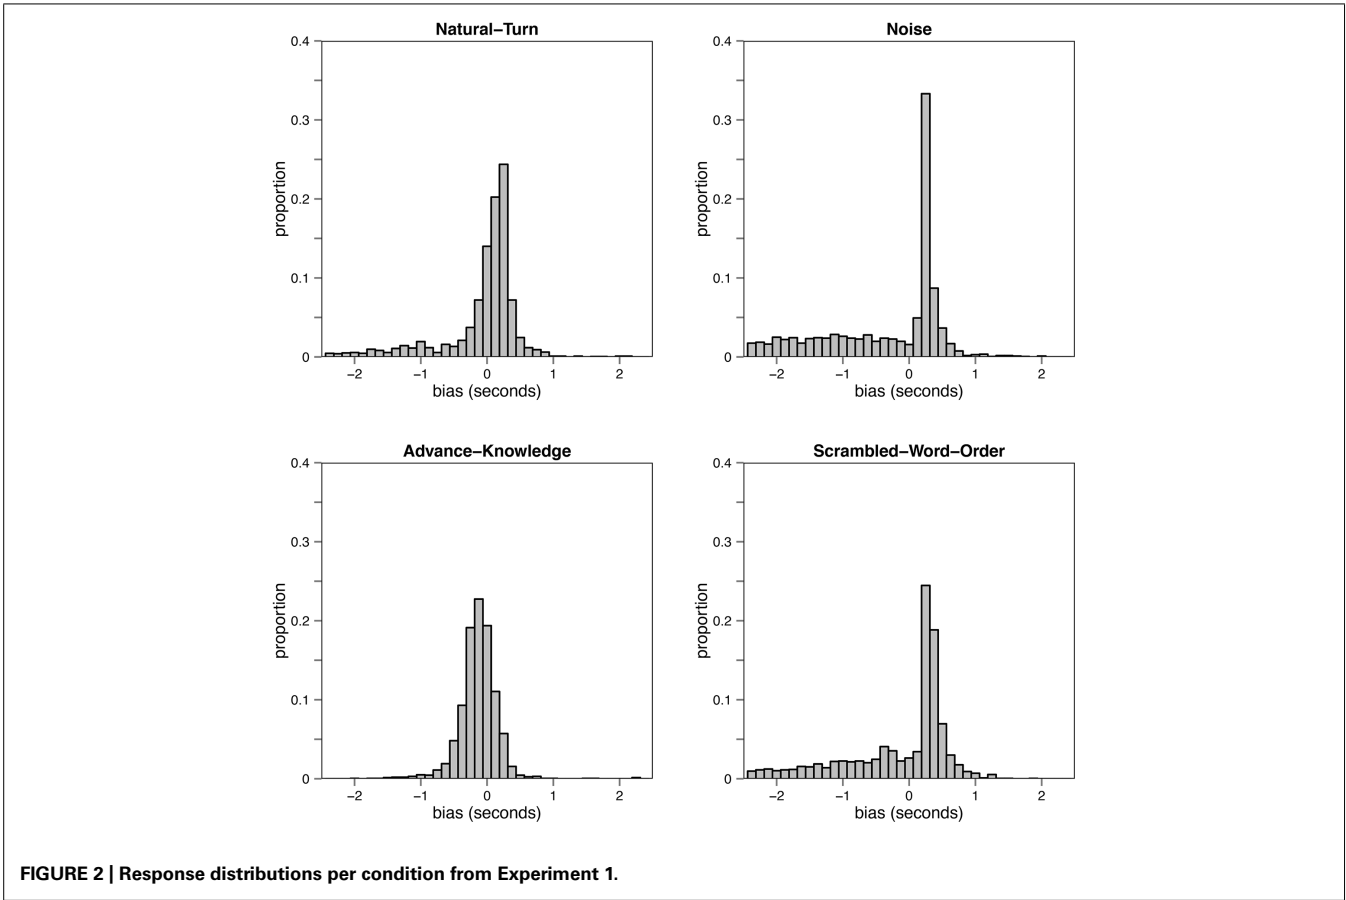 Natural−Turn
0.4
0.3
0.2
0.1
0
proportion
−2 −1 0 1 2
bias (seconds)
Noise
0.4
0.3
0.2
0.1
0
proportion
−2 −1 0 1 2
bias (seconds)
Advance−Knowledge
0.4
0.3
0.2
0.1
0
proportion
−2 −1 0 1 2
bias (seconds)
Scrambled−Word−Order
0.4
0.3
0.2
0.1
0
proportion
−2 −1 0 1 2
bias (seconds)
FIGURE 2 | Response distributions per condition from Experiment 1.